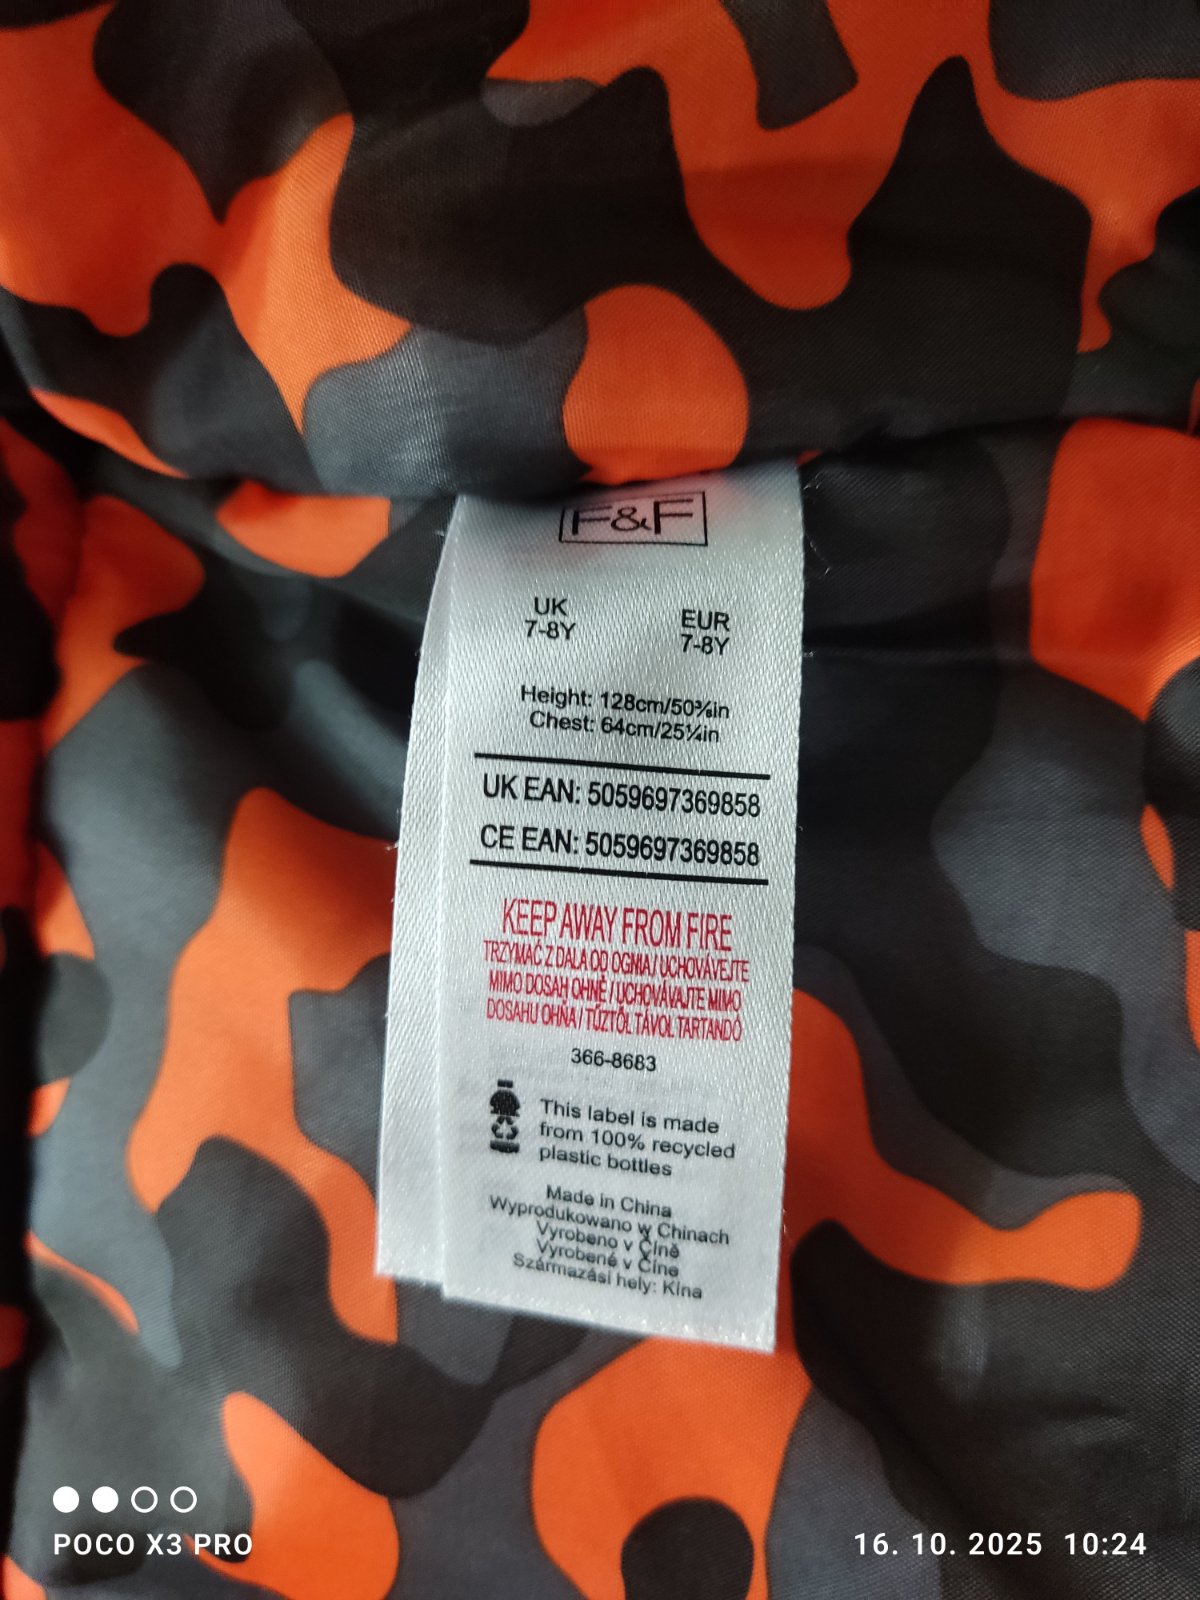 F&F
UK
7-8Y
EUR
7-8Y
Height: 128cm/50⅜in
Chest: 64cm/25¼in
UK EAN: 5059697369858
CE EAN: 5059697369858
KEEP AWAY FROM FIRE
TRZYMAĆ Z DALA OD OGNIA / UCHOVÁVEJTE
MIMO DOSAH OHNĚ / UCHOVÁVAJTE MIMO
DOSAHU OHŇA / TŰZTŐL TÁVOL TARTANDÓ
366-8683
This label is made
from 100% recycled
plastic bottles
Made in China
Wyprodukowano w Chinach
Vyrobeno v Číně
Vyrobené v Číne
Származási hely: Kína
POCO X3 PRO
16. 10. 2025 10:24